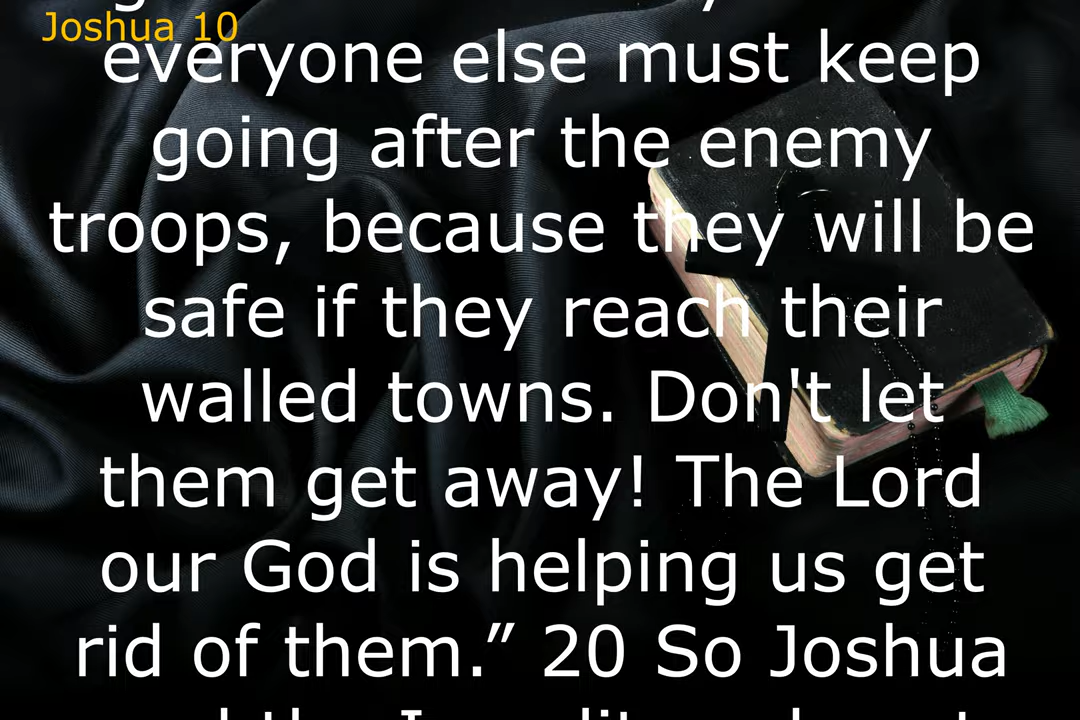 Joshua 10
everyone else must keep
going after the enemy
troops, because they will be
safe if they reach their
walled towns. Don't let
them get away! The Lord
our God is helping us get
rid of them.” 20 So Joshua